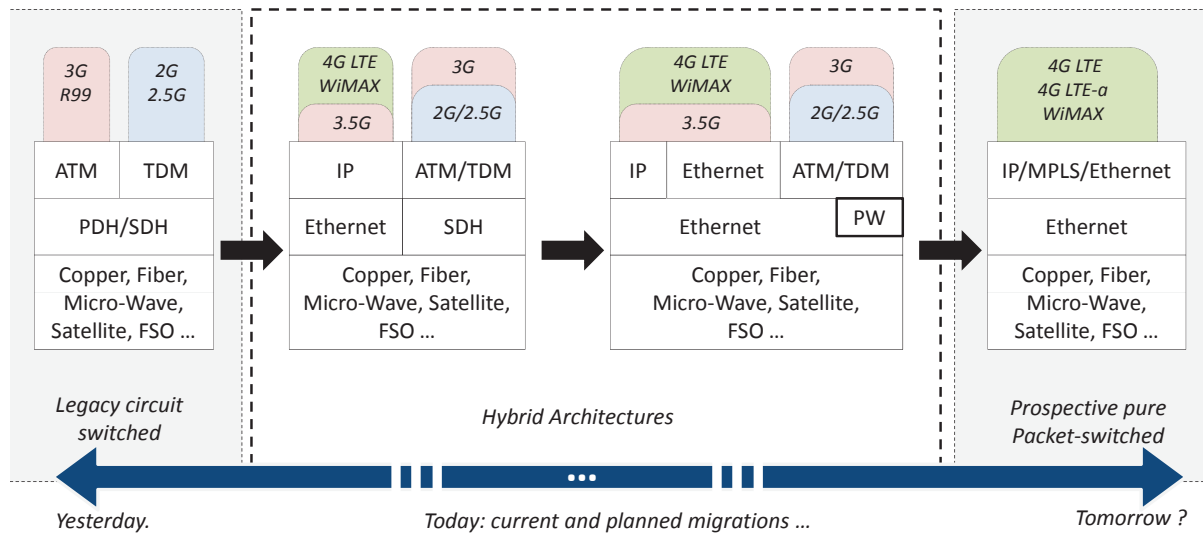 3G
R99
2G
2.5G
ATM
TDM
PDH/SDH
Copper, Fiber,
Micro-Wave,
Satellite, FSO ...
Legacy circuit
switched
4G LTE
WiMAX
3.5G
3G
2G/2.5G
IP
ATM/TDM
Ethernet
SDH
Copper, Fiber,
Micro-Wave, Satellite,
FSO ...
4G LTE
WiMAX
3.5G
3G
2G/2.5G
IP
Ethernet
ATM/TDM
Ethernet
PW
Copper, Fiber,
Micro-Wave, Satellite,
FSO ...
Hybrid Architectures
4G LTE
4G LTE-a
WiMAX
IP/MPLS/Ethernet
Ethernet
Copper, Fiber,
Micro-Wave,
Satellite, FSO ...
Prospective pure
Packet-switched
...
Yesterday.
Today: current and planned migrations ...
Tomorrow ?